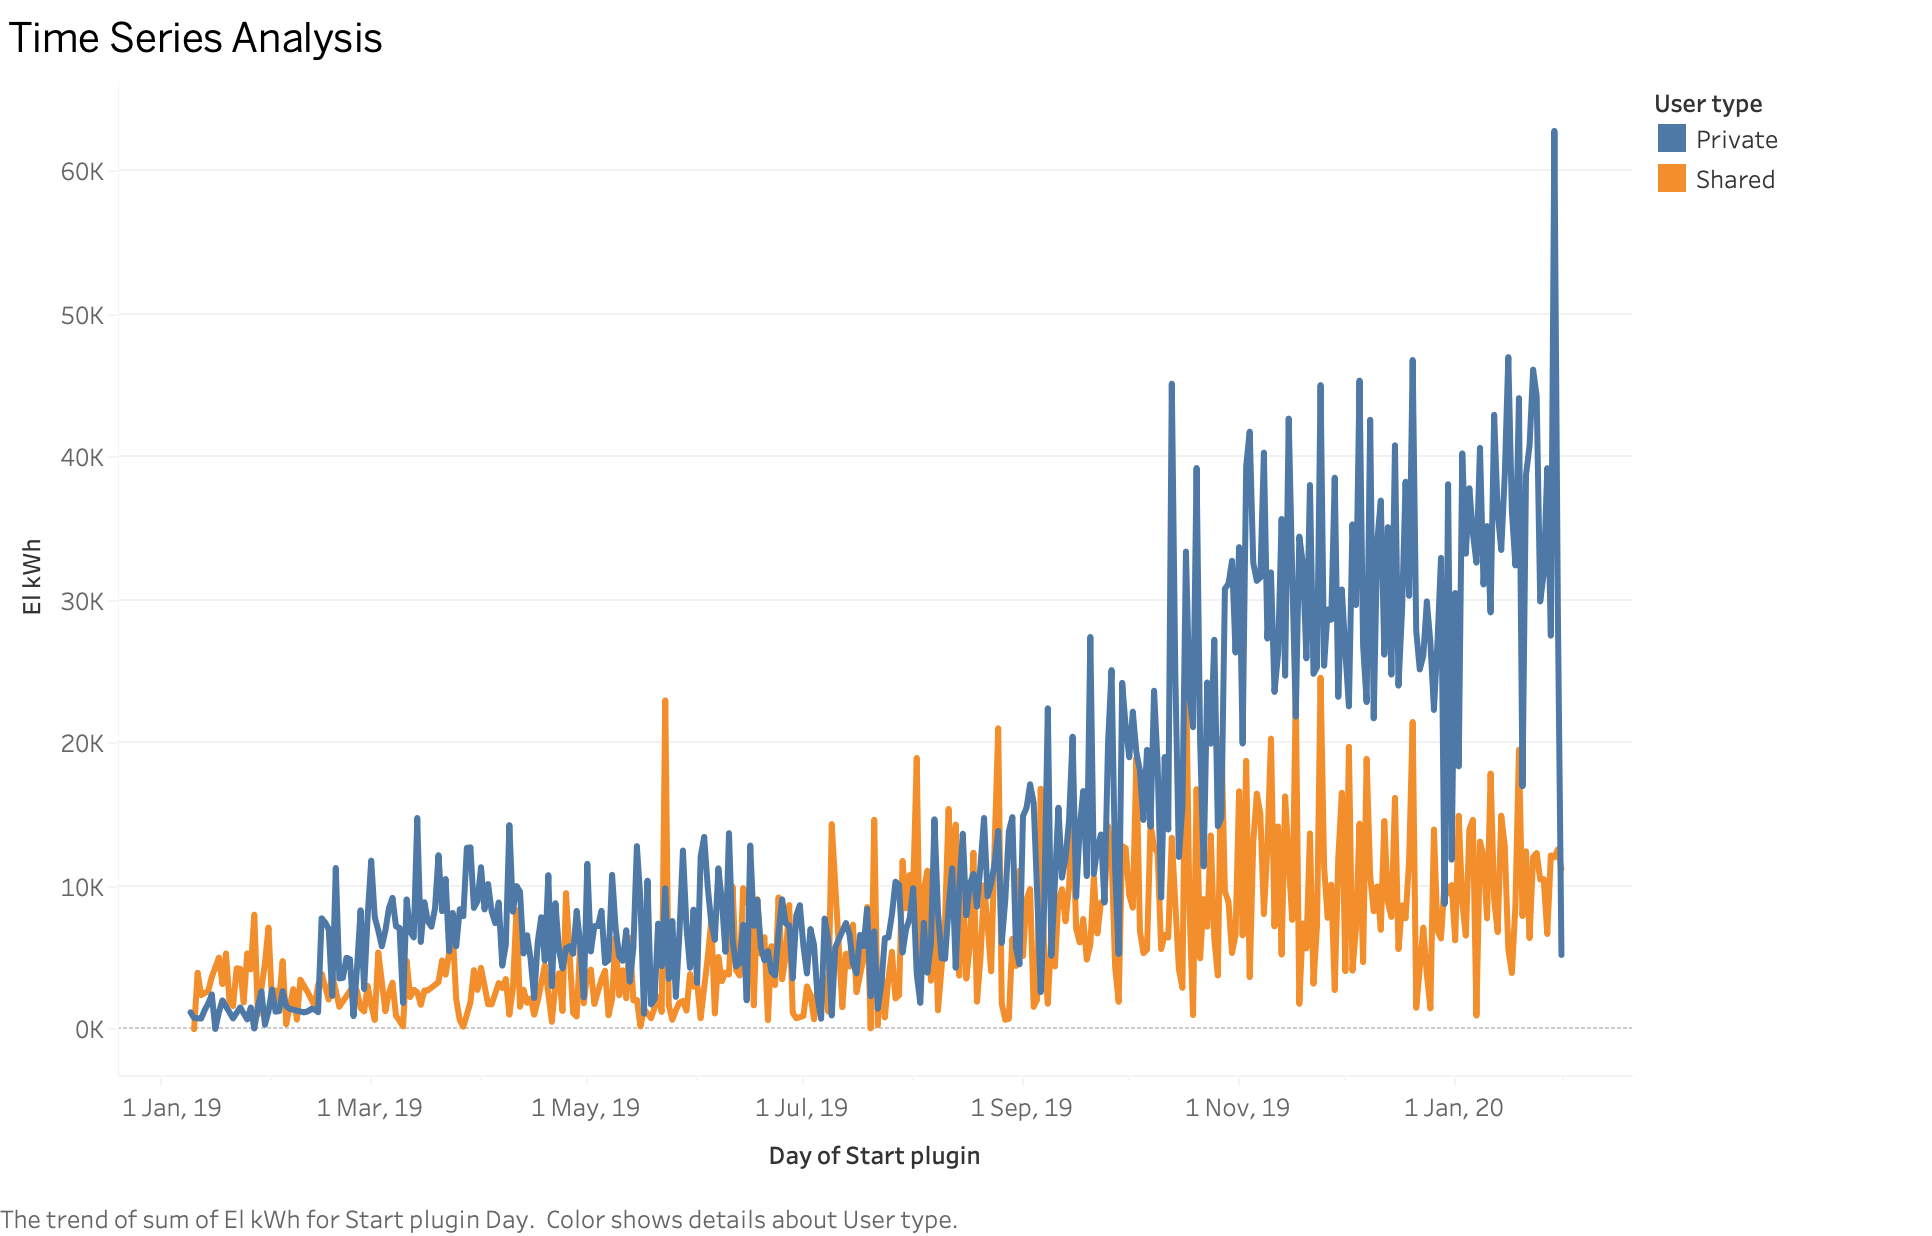 Time Series Analysis
User type
Private
Shared
60K
50K
40K
30K
20K
10K
0K
El kWh
1 Jan, 19 1 Mar, 19 1 May, 19 1 Jul, 19 1 Sep, 19 1 Nov, 19 1 Jan, 20
Day of Start plugin
The trend of sum of El kWh for Start plugin Day.  Color shows details about User type.